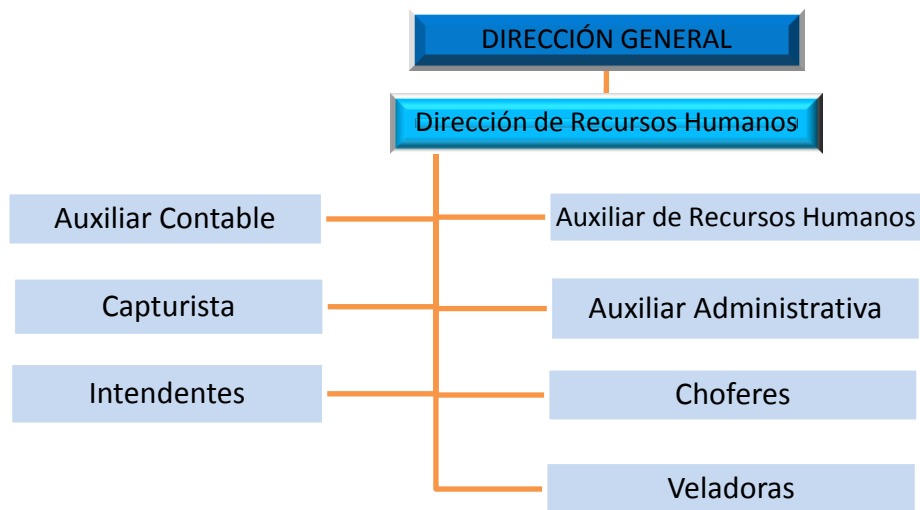 DIRECCIÓN GENERAL
Dirección de Recursos Humanos
Auxiliar Contable
Auxiliar de Recursos Humanos
Capturista
Auxiliar Administrativa
Intendentes
Choferes
Veladoras